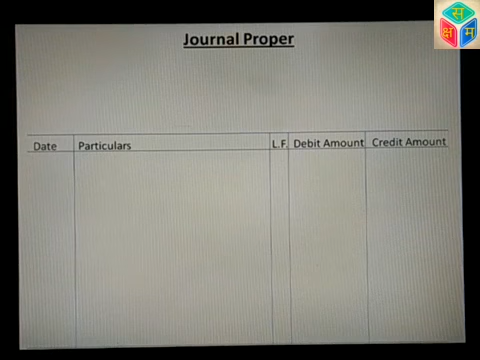 स
क्ष मा
Journal Proper
Date Particulars L.F. Debit Amount Credit Amount